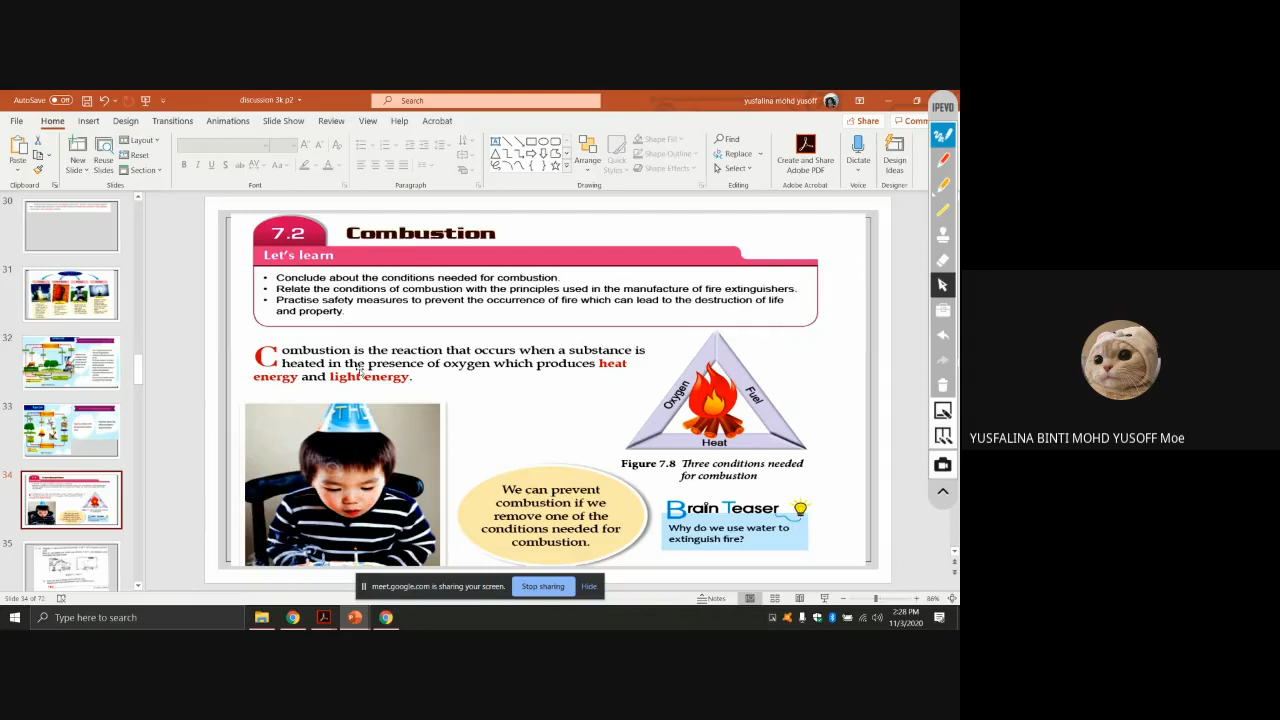 AutoSave Off
discussion 3k p2
Search
yusfalina mohd yusoff
File Home Insert Design Transitions Animations Slide Show Review View Help Acrobat
Share
Comm
Paste
New Slide
Reuse Slides
Layout
Reset
Section
Find
Replace
Select
Arrange
Quick Styles
Shape Fill
Shape Outline
Shape Effects
Create and Share Adobe PDF
Dictate
Design Ideas
Clipboard
Slides
Font
Paragraph
Drawing
Editing
Adobe Acrobat
Voice
Designer
IPEVO
30
31
32
33
34
35
7.2 Combustion
Let's learn
• Conclude about the conditions needed for combustion.
• Relate the conditions of combustion with the principles used in the manufacture of fire extinguishers.
• Practise safety measures to prevent the occurrence of fire which can lead to the destruction of life
and property.
Combustion is the reaction that occurs when a substance is
heated in the presence of oxygen which produces heat
energy and light energy.
TH
Oxygen
Fuel
Heat
Figure 7.8 Three conditions needed
for combustion
We can prevent
combustion if we
remove one of the
conditions needed for
combustion.
Brain Teaser
Why do we use water to
extinguish fire?
meet.google.com is sharing your screen.
Stop sharing
Hide
Slide 34 of 72
Notes
86%
Type here to search
2:28 PM
11/3/2020
YUSFALINA BINTI MOHD YUSOFF Moe